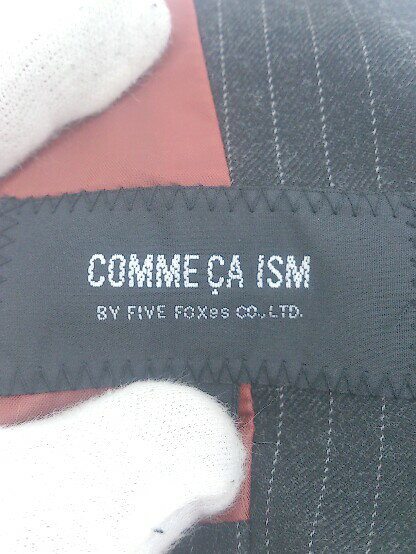 COMME ÇA ISM
BY FIVE FOXes CO., LTD.